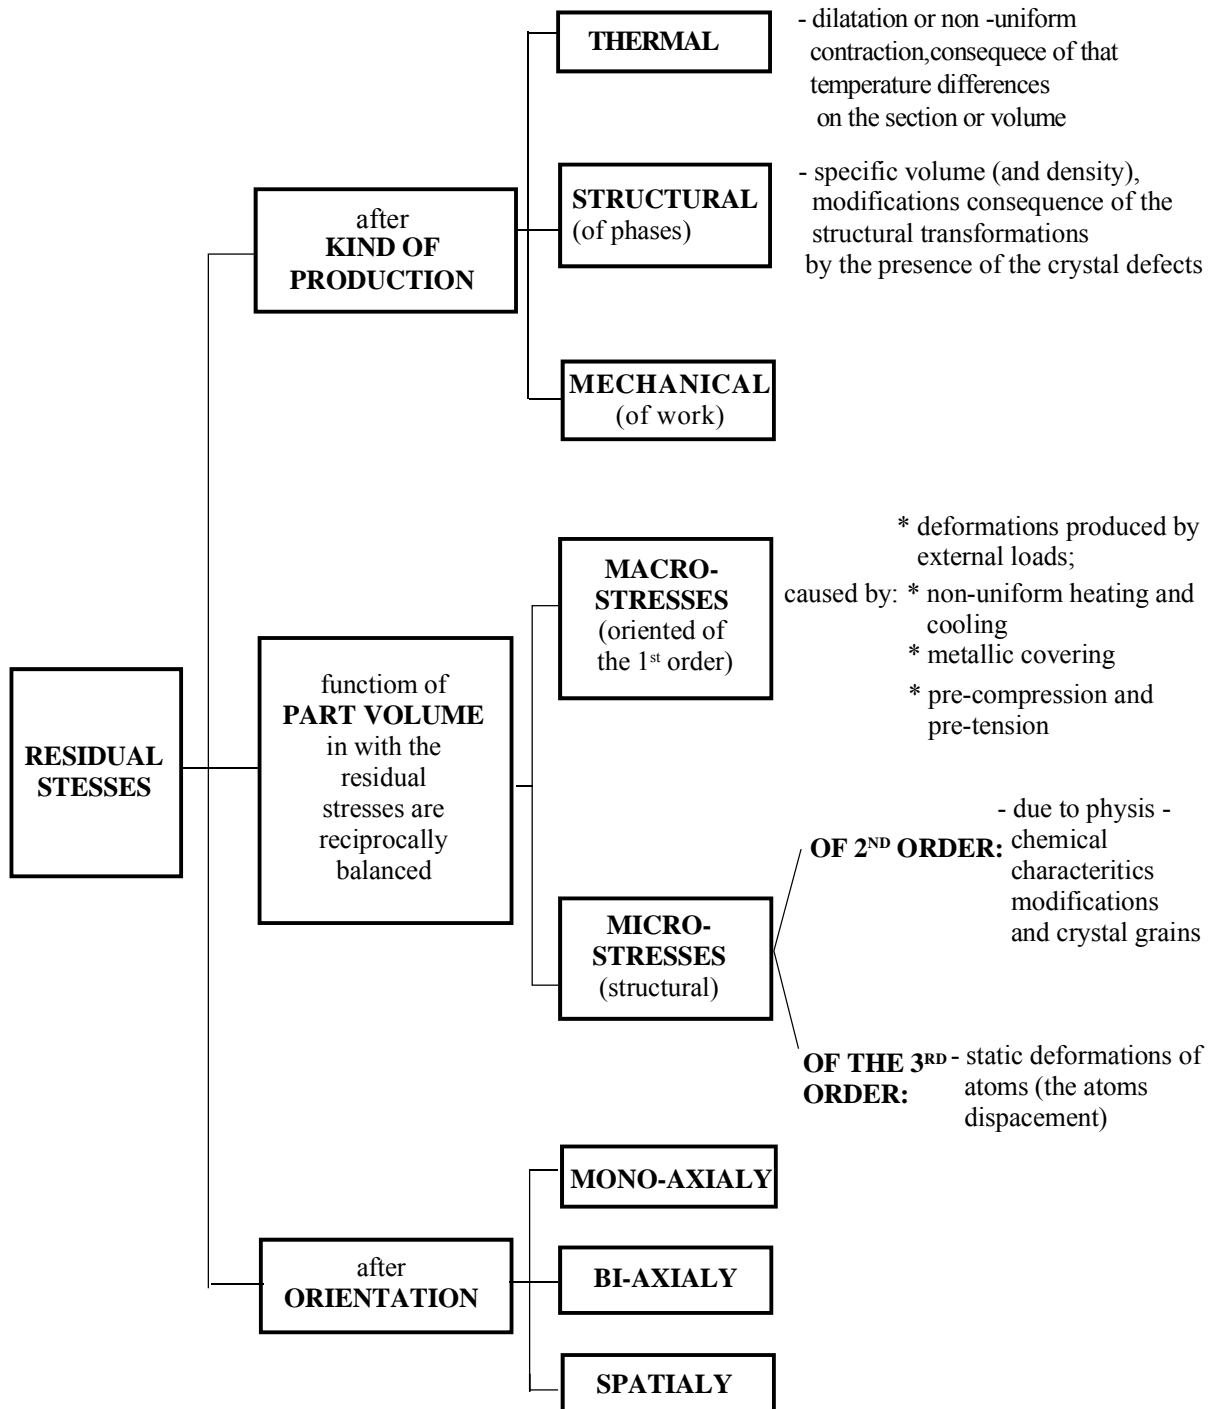 THERMAL
- dilatation or non -uniform
contraction,consequece of that
temperature differences
on the section or volume
after
KIND OF
PRODUCTION
STRUCTURAL
(of phases)
- specific volume (and density),
modifications consequence of the
structural transformations
by the presence of the crystal defects
MECHANICAL
(of work)
RESIDUAL
STESSES
functiom of
PART VOLUME
in with the
residual
stresses are
reciprocally
balanced
MACRO-
STRESSES
(oriented of
the 1st order)
caused by:
* deformations produced by
external loads;
* non-uniform heating and
cooling
* metallic covering
* pre-compression and
pre-tension
MICRO-
STRESSES
(structural)
OF 2ND ORDER:
- due to physis -
chemical
characteritics
modifications
and crystal grains
OF THE 3RD
ORDER:
- static deformations of
atoms (the atoms
dispacement)
after
ORIENTATION
MONO-AXIALY
BI-AXIALY
SPATIALY